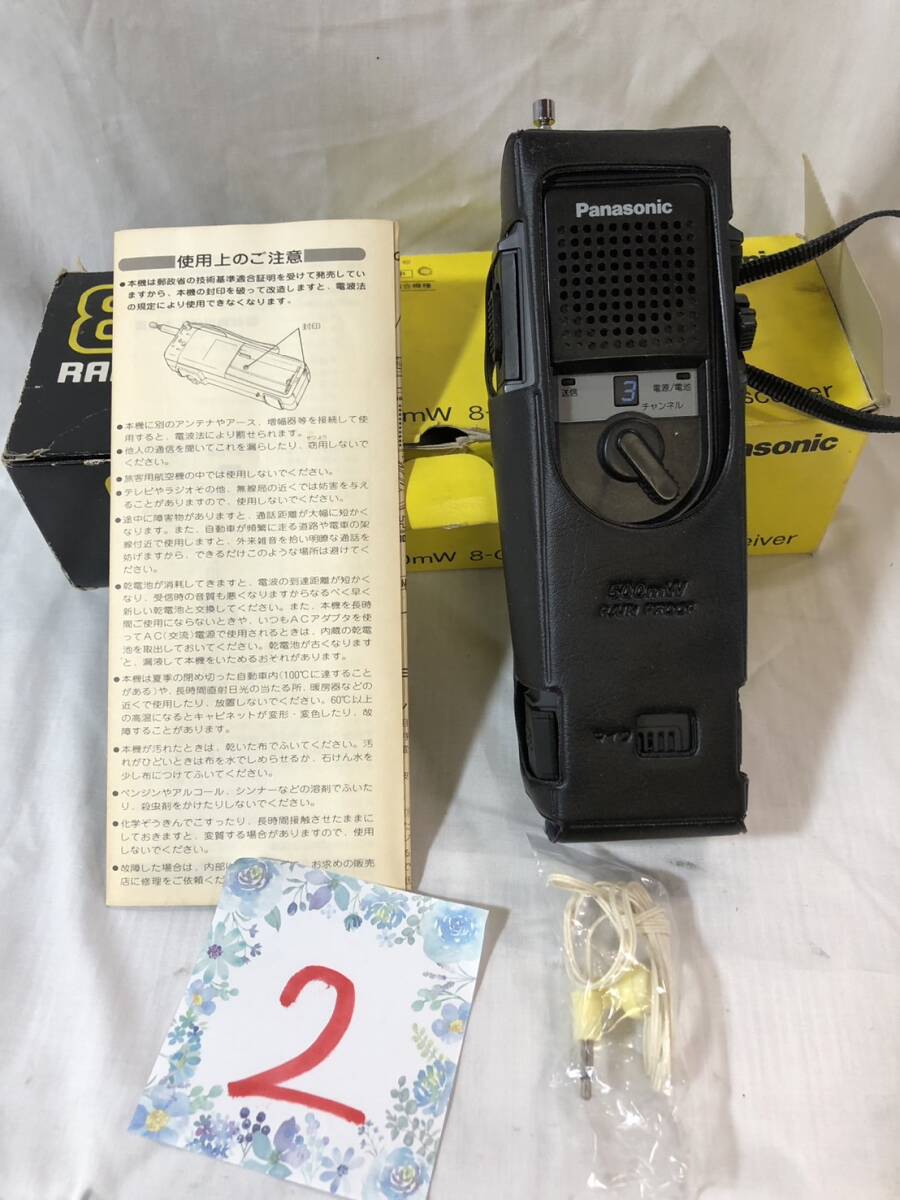 使用上のご注意
●本機は郵政省の技術基準適合証明を受けて発売してい
ますから、本機の封印を破って改造しますと、電波法
の規定により使用できなくなります。
封印
●本機に別のアンテナやアース、増幅器等を接続して使
用すると、電波法により罰せられます。
●他人の通信を聞いてこれを漏らしたり、窃用しないで
ください。
●旅客用航空機の中では使用しないでください。
●テレビやラジオその他、無線局の近くでは妨害を与え
ることがありますので、使用しないでください。
●途中に障害物がありますと、通話距離が大幅に短かく
なります。また、自動車が頻繁に走る道路や電車の架
線付近で使用しますと、外来雑音を拾い明瞭な通話を
妨げますから、できるだけこのような場所は避けてく
ださい。
●乾電池が消耗してきますと、電波の到達距離が短かく
なり、受信時の音質も悪くなりますからなるべく早く
新しい乾電池と交換してください。また、本機を長時
間ご使用にならないときや、いつもACアダプタを使
ってAC(交流)電源で使用されるときは、内蔵の乾電
池を取出しておいてください。乾電池が古くなります
と、漏液して本機をいためるおそれがあります。
●本機は夏季の閉め切った自動車内(100℃に達すること
がある)や、長時間直射日光の当たる所、暖房器などの
近くで使用したり、放置しないでください。60℃以上
の高温になるとキャビネットが変形・変色したり、故
障することがあります。
●本機が汚れたときは、乾いた布でふいてください。汚
れがひどいときは布を水でしめらせるか、石けん水を
少し布につけてふいてください。
●ベンジンやアルコール、シンナーなどの溶剤でふいた
り、殺虫剤をかけたりしないでください。
●化学ぞうきんでこすったり、長時間接触させたままに
しておきますと、変質する場合がありますので、使用
しないでください。
●故障した場合は、内部は お求めの販売
店に修理をご依頼くだ
Panasonic
送信
3
電源/電池
チャンネル
500mW
RAIN PROOF
マイク
8
RA
mW 8-
sceiver
Panasonic
0mW 8-C
eiver
2